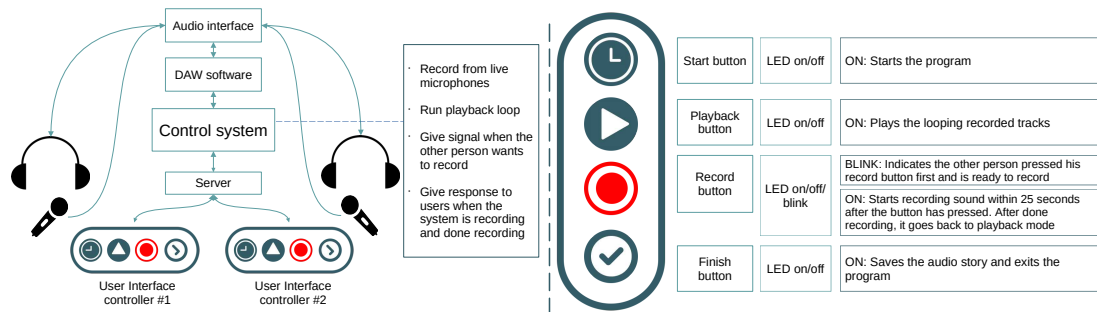 Audio interface
DAW software
Control system
Server
User Interface
controller #1
User Interface
controller #2
· Record from live
microphones
· Run playback loop
· Give signal when the
other person wants
to record
· Give response to
users when the
system is recording
and done recording
Start button
LED on/off
ON: Starts the program
Playback
button
LED on/off
ON: Plays the looping recorded tracks
Record
button
LED on/off/
blink
BLINK: Indicates the other person pressed his
record button first and is ready to record
ON: Starts recording sound within 25 seconds
after the button has pressed. After done
recording, it goes back to playback mode
Finish
button
LED on/off
ON: Saves the audio story and exits the
program